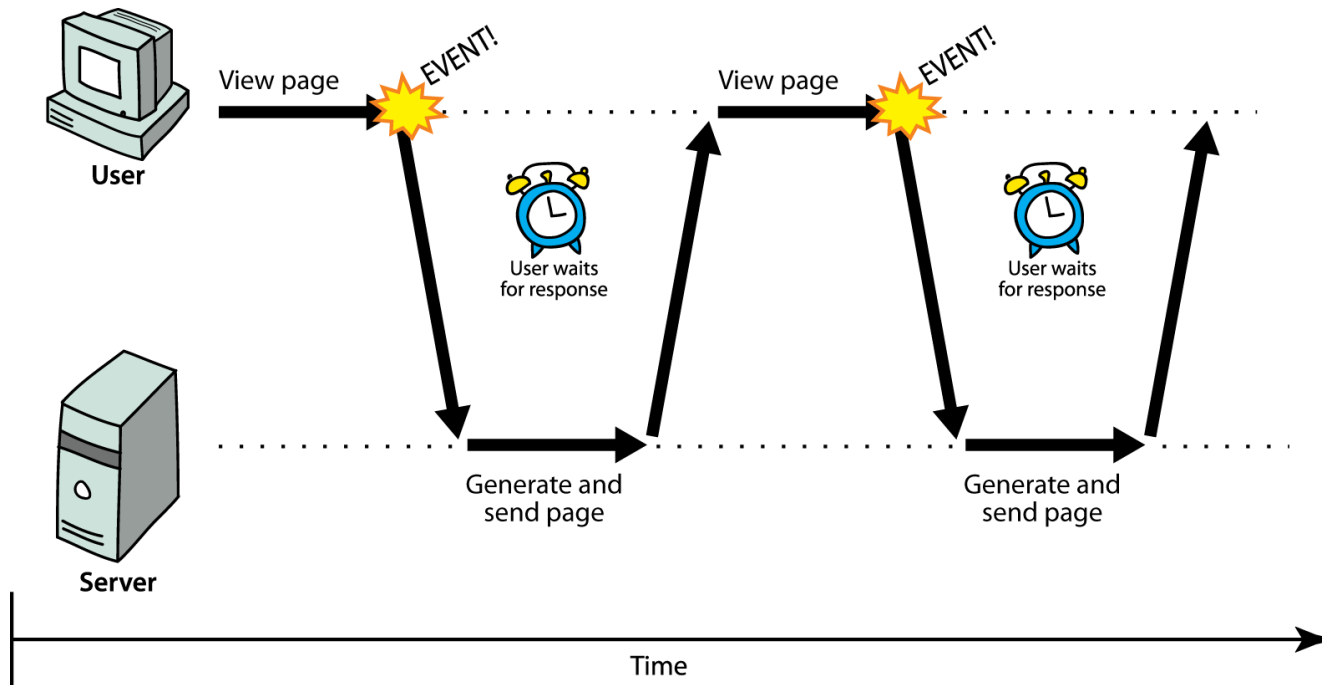 View page
EVENT!
View page
EVENT!
User
User waits
for response
User waits
for response
Generate and
send page
Generate and
send page
Server
Time